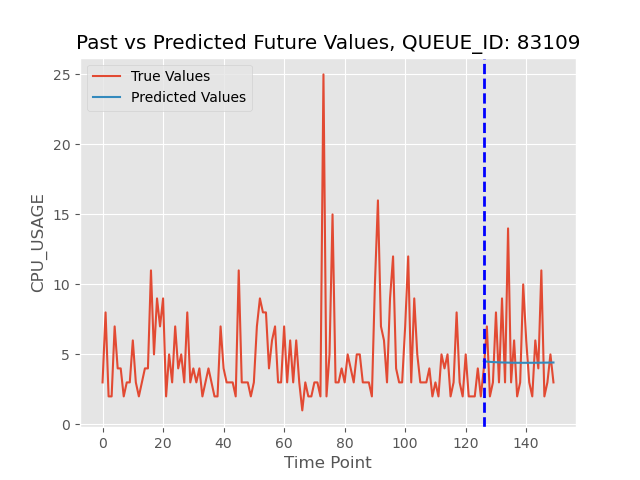 Past vs Predicted Future Values, QUEUE_ID: 83109
True Values
Predicted Values
CPU_USAGE
25
20
15
10
5
0
0 20 40 60 80 100 120 140
Time Point